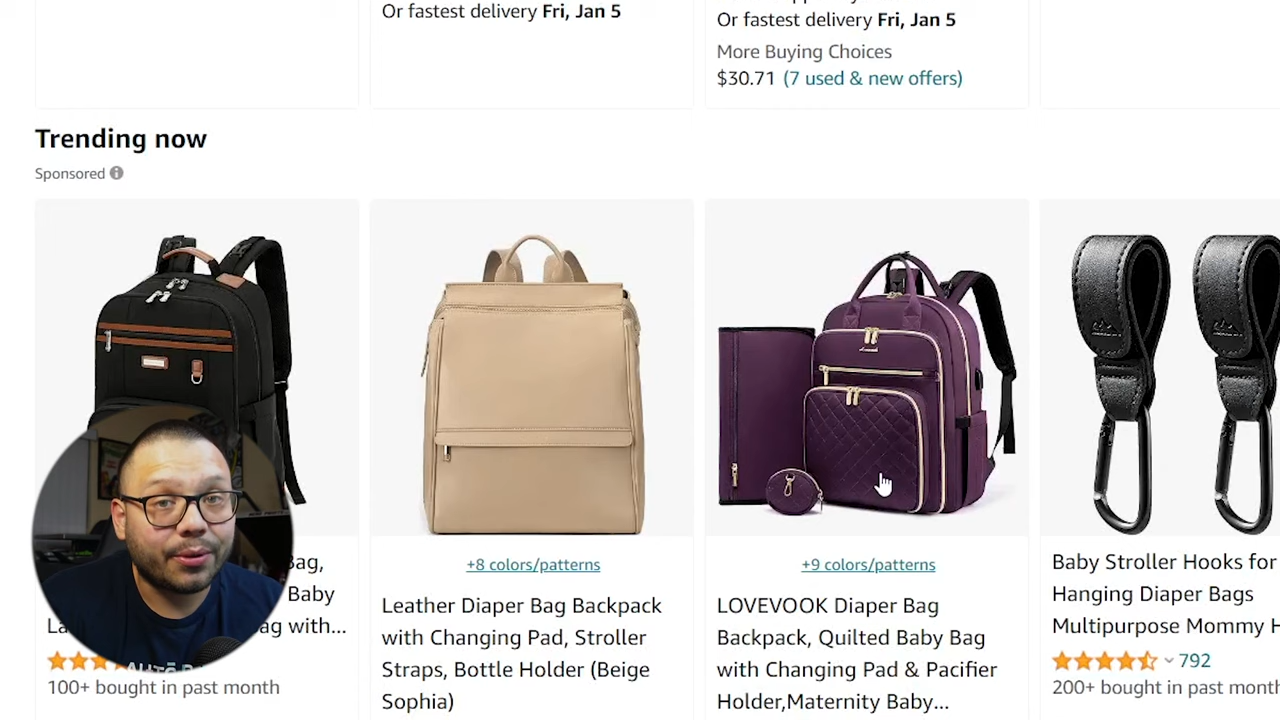 Or fastest delivery Fri, Jan 5
Or fastest delivery Fri, Jan 5
More Buying Choices
$30.71 (7 used & new offers)
Trending now
Sponsored
Bag,
Baby
ag with...
100+ bought in past month
+8 colors/patterns
Leather Diaper Bag Backpack
with Changing Pad, Stroller
Straps, Bottle Holder (Beige
Sophia)
+9 colors/patterns
LOVEVOOK Diaper Bag
Backpack, Quilted Baby Bag
with Changing Pad & Pacifier
Holder,Maternity Baby...
Baby Stroller Hooks for
Hanging Diaper Bags
Multipurpose Mommy H
792
200+ bought in past month